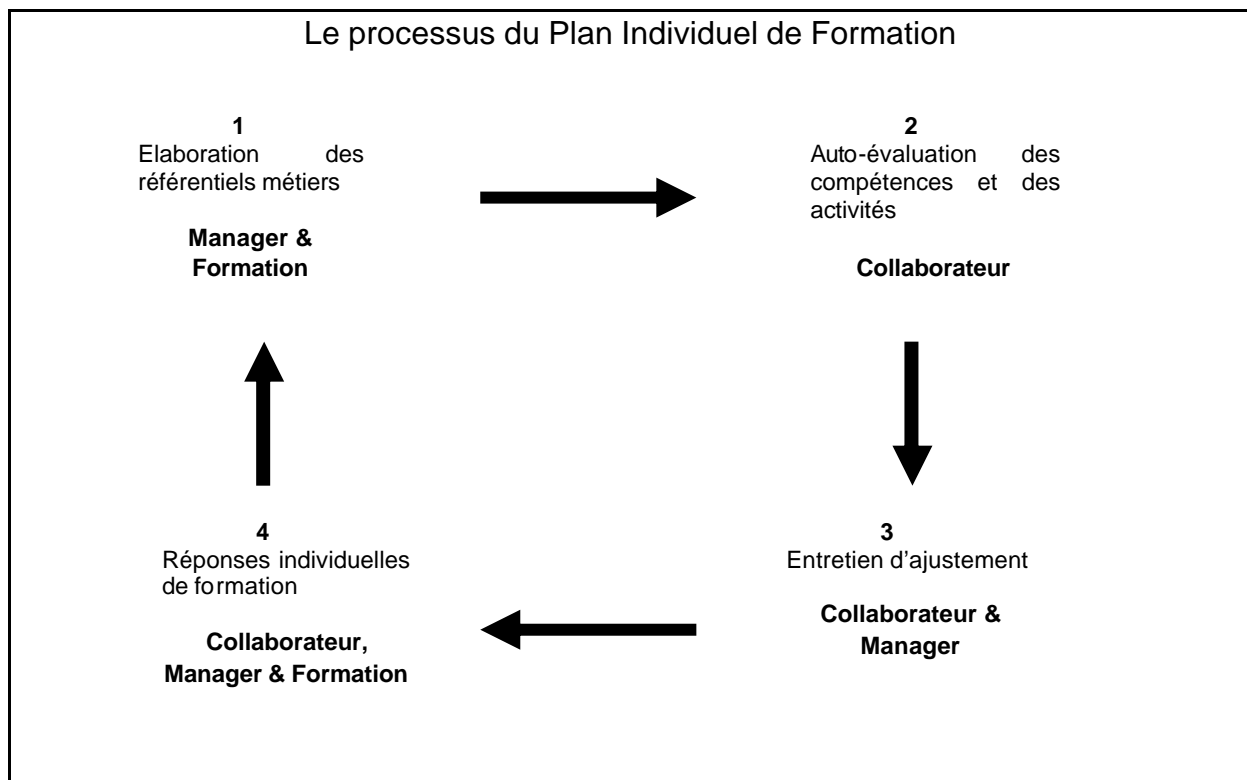 Le processus du Plan Individuel de Formation
1
Elaboration des
référentiels métiers
Manager &
Formation
2
Auto-évaluation des
compétences et des
activités
Collaborateur
3
Entretien d'ajustement
Collaborateur &
Manager
4
Réponses individuelles
de formation
Collaborateur,
Manager & Formation